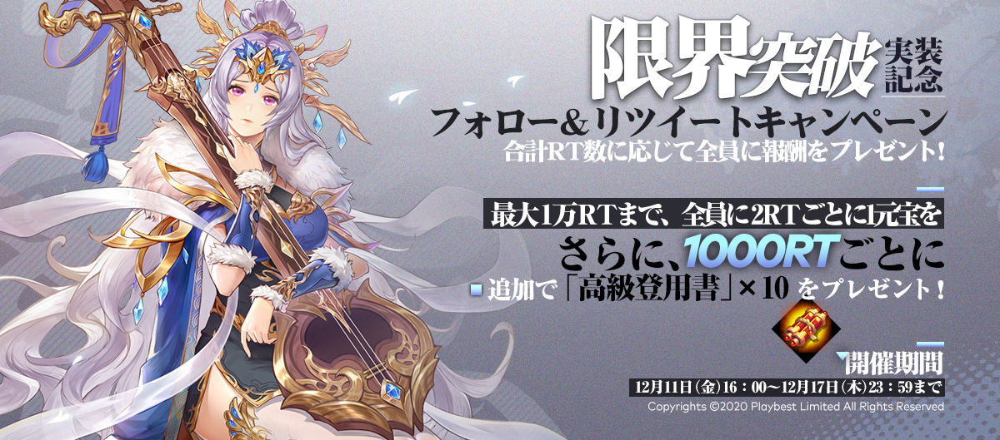 限界突破 実装記念
フォロー&リツイートキャンペーン
合計RT数に応じて全員に報酬をプレゼント!
最大1万RTまで、全員に2RTごとに1元宝を
さらに、1000RTごとに
追加で「高級登用書」×10 をプレゼント!
開催期間
12月11日(金)16:00～12月17日(木)23:59まで
Copyrights ©2020 Playbest Limited All Rights Reserved